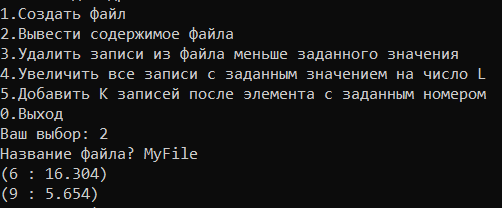 1.Создать файл
2.Вывести содержимое файла
3.Удалить записи из файла меньше заданного значения
4.Увеличить все записи с заданным значением на число L
5.Добавить K записей после элемента с заданным номером
0.Выход
Ваш выбор: 2
Название файла? MyFile
(6 : 16.304)
(9 : 5.654)